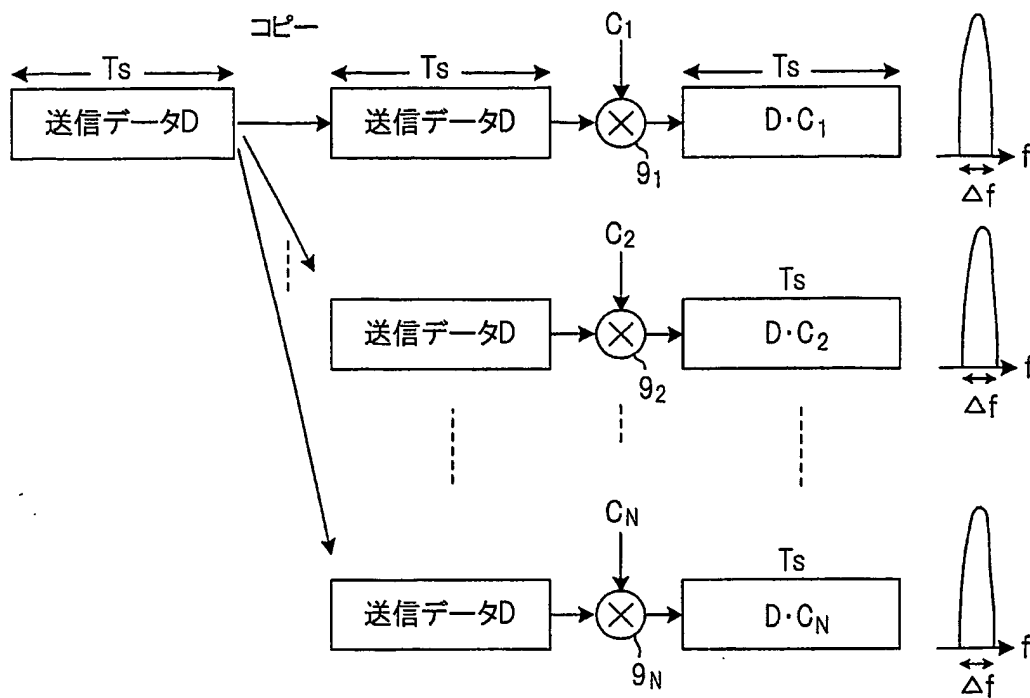 コピー
C1
Ts Ts Ts
送信データD 送信データD D·C1
91
f
Δf
C2
Ts
送信データD D·C2
92
f
Δf
CN
Ts
送信データD D·CN
9N
f
Δf